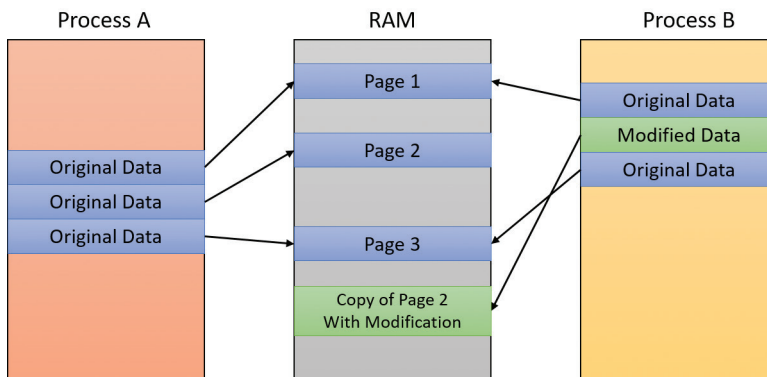 Process A
RAM
Process B
Page 1
Original Data
Modified Data
Page 2
Original Data
Original Data
Original Data
Original Data
Page 3
Copy of Page 2
With Modification